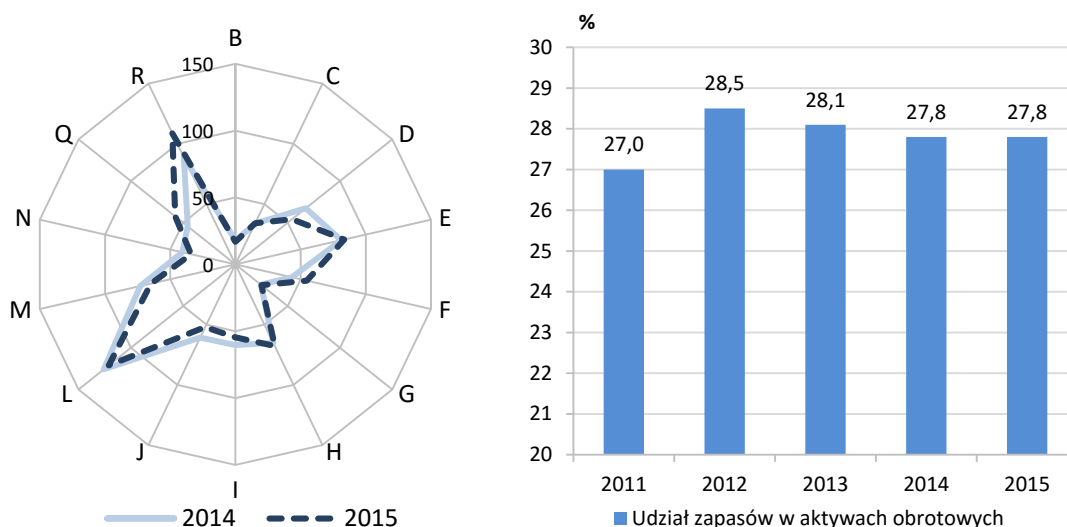 B
C
D
E
F
G
H
I
J
L
M
N
Q
R
150
100
50
0
2014 2015
%
30
29
28
27
26
25
24
23
22
21
20
27,0
28,5
28,1
27,8
27,8
2011 2012 2013 2014 2015
Udział zapasów w aktywach obrotowych